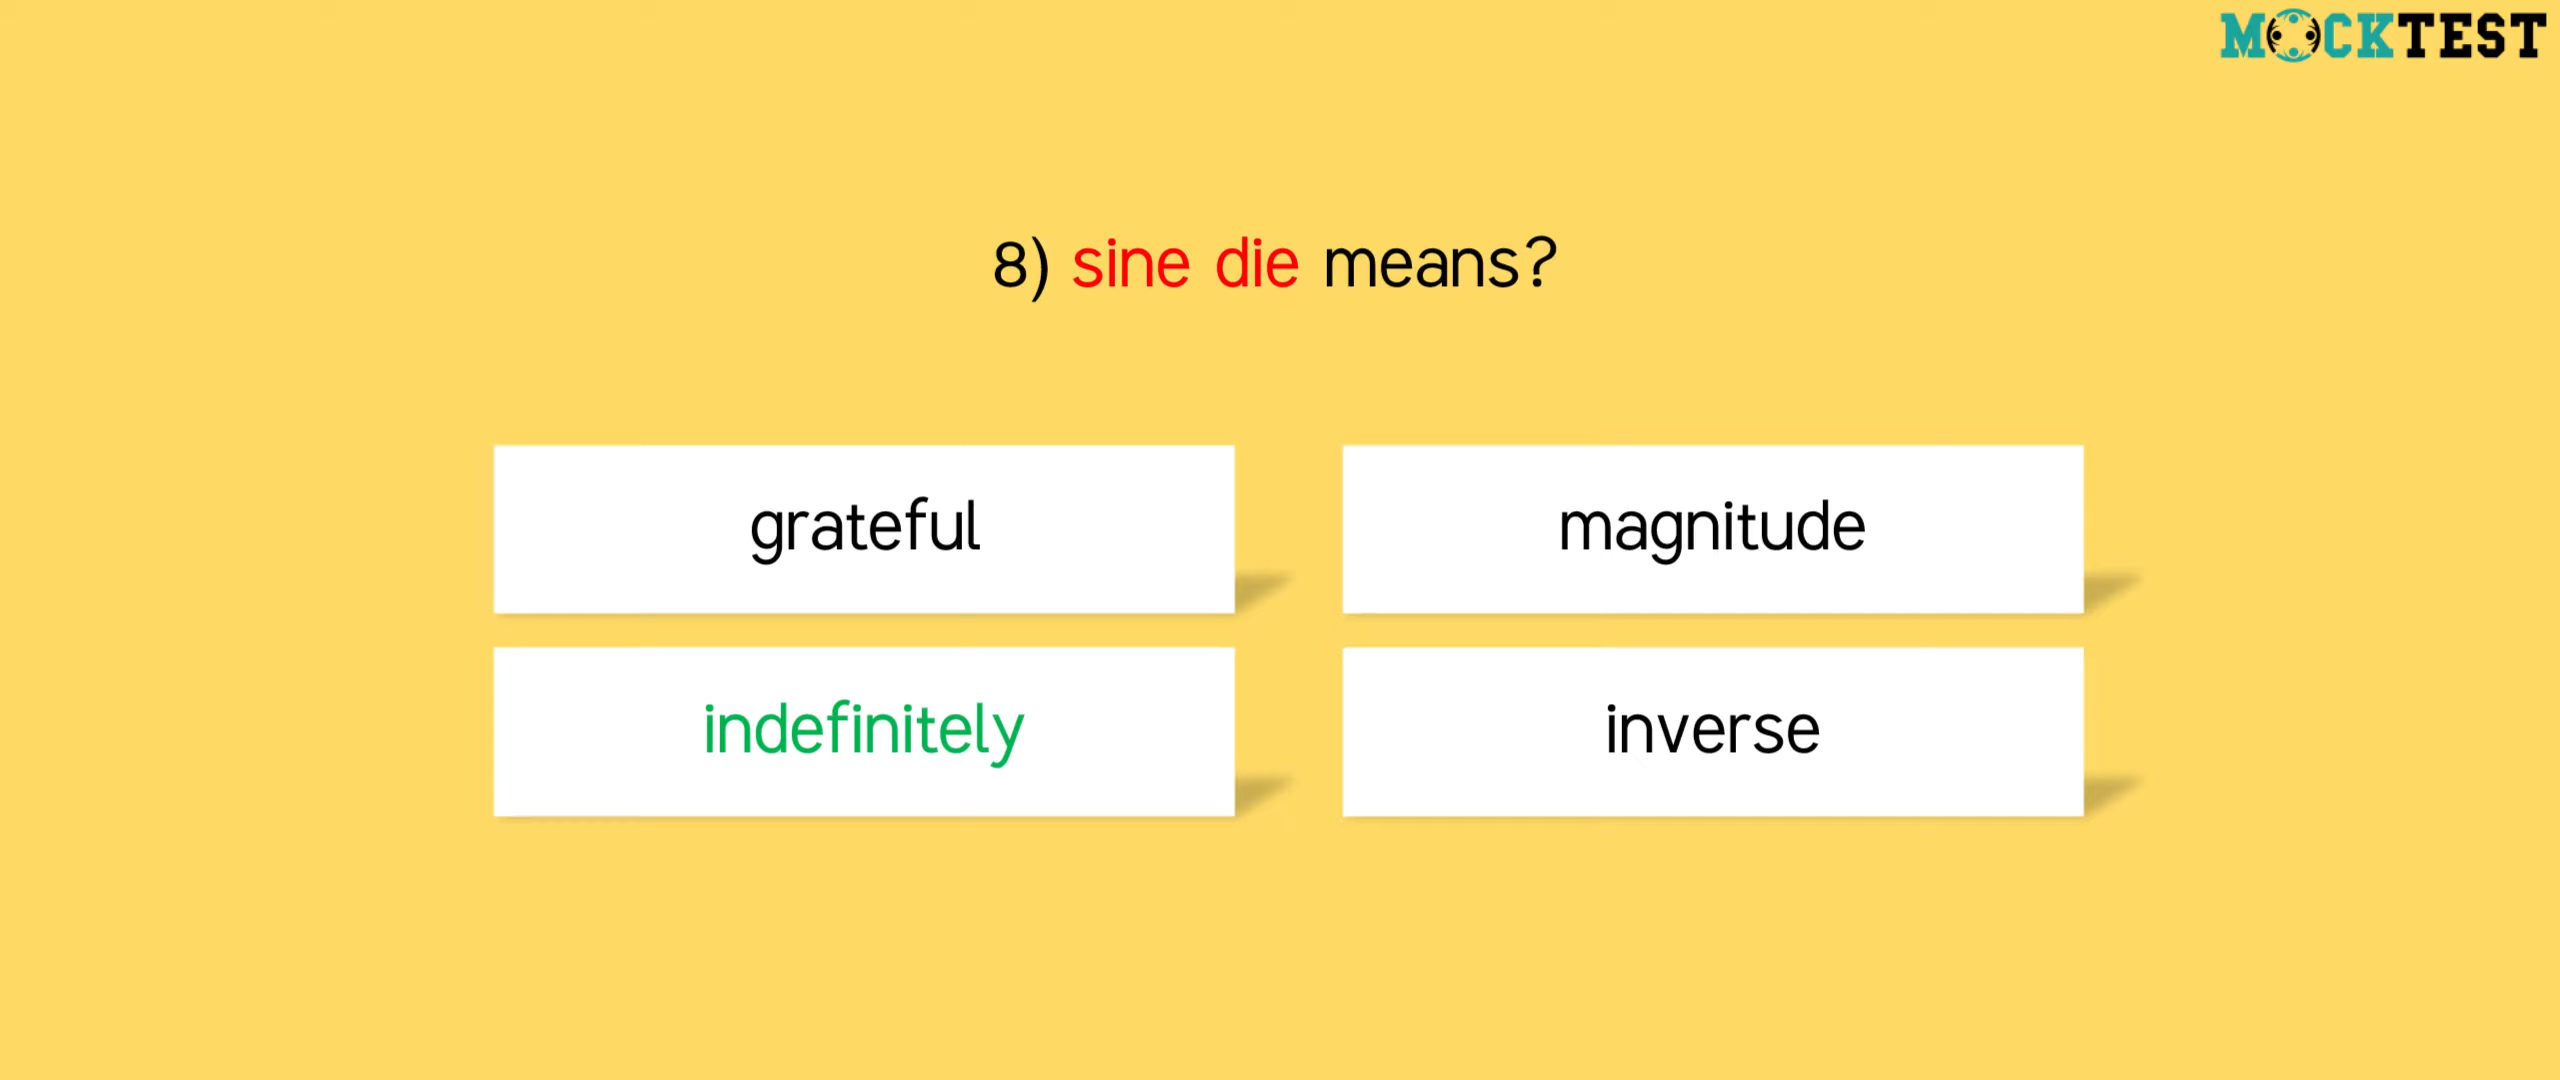 MOCKTEST
8) sine die means?
grateful
magnitude
indefinitely
inverse